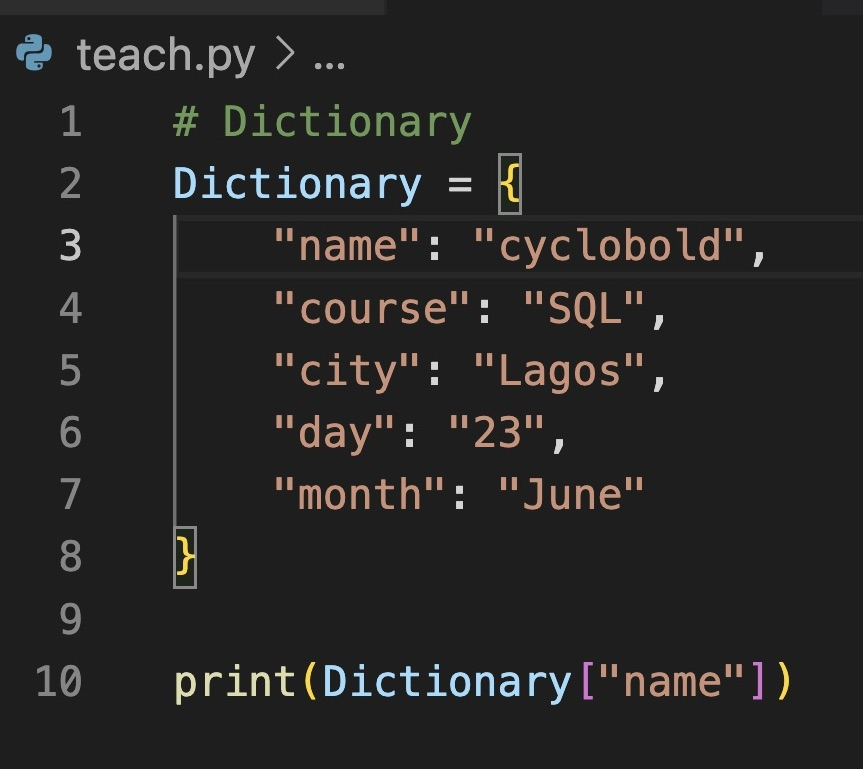 teach.py > ...
1 # Dictionary
2 Dictionary = {
3     "name": "cyclobold",
4     "course": "SQL",
5     "city": "Lagos",
6     "day": "23",
7     "month": "June"
8 }
9
10 print(Dictionary["name"])